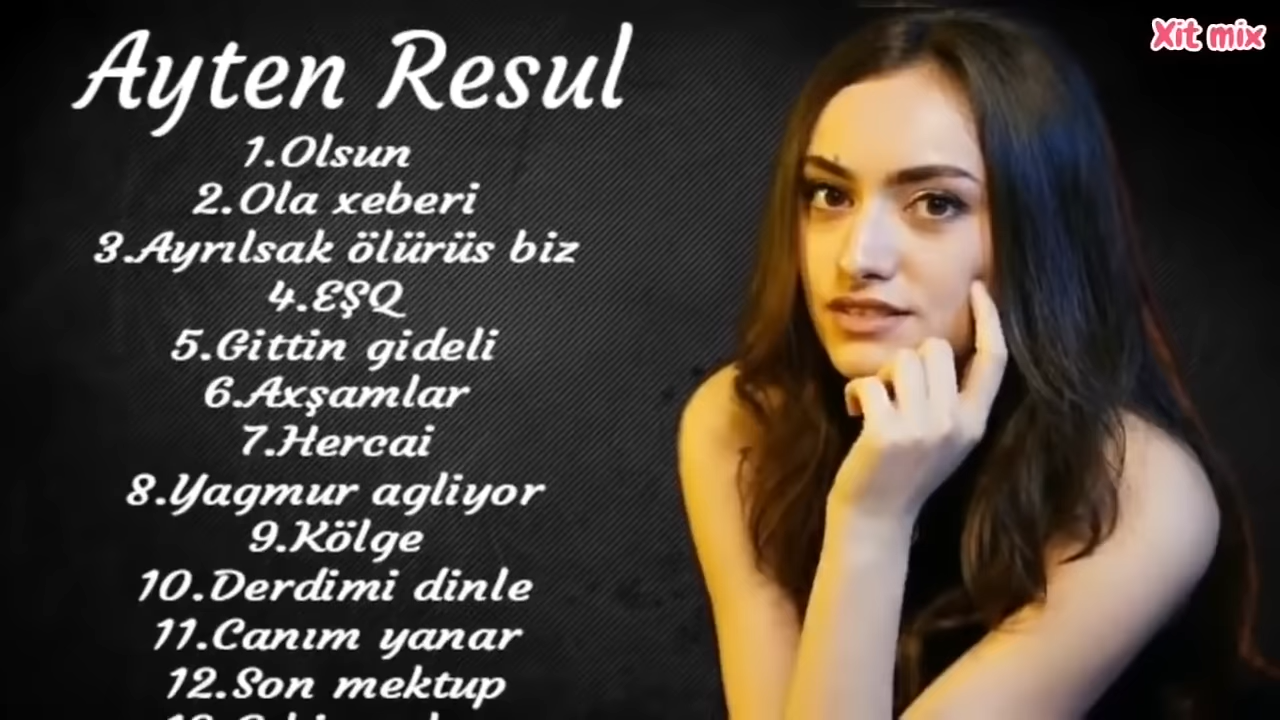 Ayten Resul
Xit mix
1.Olsun
2.Ola xeberi
3.Ayrılsak ölürüs biz
4.EŞQ
5.Gittin gideli
6.Axşamlar
7.Hercai
8.Yagmur agliyor
9.Kölge
10.Derdimi dinle
11.Canım yanar
12.Son mektup